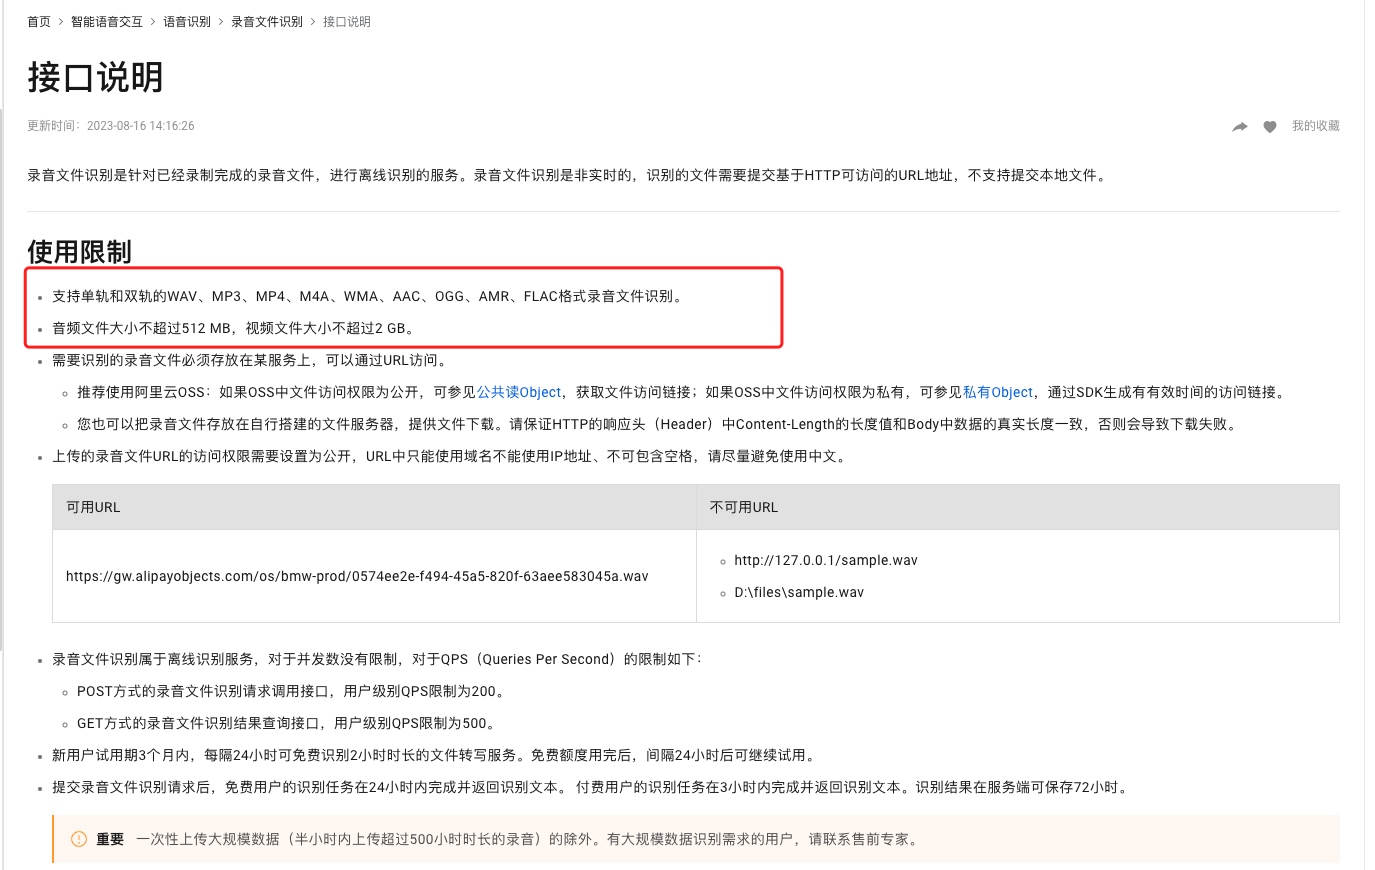 首页 > 智能语音交互 > 语音识别 > 录音文件识别 > 接口说明
接口说明
更新时间：2023-08-16 14:16:26
我的收藏
录音文件识别是针对已经录制完成的录音文件，进行离线识别的服务。录音文件识别是非实时的，识别的文件需要提交基于HTTP可访问的URL地址，不支持提交本地文件。
使用限制
支持单轨和双轨的WAV、MP3、MP4、M4A、WMA、AAC、OGG、AMR、FLAC格式录音文件识别。
音频文件大小不超过512 MB，视频文件大小不超过2 GB。
需要识别的录音文件必须存放在某服务上，可以通过URL访问。
推荐使用阿里云OSS：如果OSS中文件访问权限为公开，可参见公共读Object，获取文件访问链接；如果OSS中文件访问权限为私有，可参见私有Object，通过SDK生成有有效时间的访问链接。
您也可以把录音文件存放在自行搭建的文件服务器，提供文件下载。请保证HTTP的响应头（Header）中Content-Length的长度值和Body中数据的真实长度一致，否则会导致下载失败。
上传的录音文件URL的访问权限需要设置为公开，URL中只能使用域名不能使用IP地址、不可包含空格，请尽量避免使用中文。
可用URL
不可用URL
https://gw.alipayobjects.com/os/bmw-prod/0574ee2e-f494-45a5-820f-63aee583045a.wav
http://127.0.0.1/sample.wav
D:\files\sample.wav
录音文件识别属于离线识别服务，对于并发数没有限制，对于QPS（Queries Per Second）的限制如下：
POST方式的录音文件识别请求调用接口，用户级别QPS限制为200。
GET方式的录音文件识别结果查询接口，用户级别QPS限制为500。
新用户试用期3个月内，每隔24小时可免费识别2小时时长的文件转写服务。免费额度用完后，间隔24小时后可继续试用。
提交录音文件识别请求后，免费用户的识别任务在24小时内完成并返回识别文本。 付费用户的识别任务在3小时内完成并返回识别文本。识别结果在服务端可保存72小时。
重要 一次性上传大规模数据（半小时内上传超过500小时时长的录音）的除外。有大规模数据识别需求的用户，请联系售前专家。